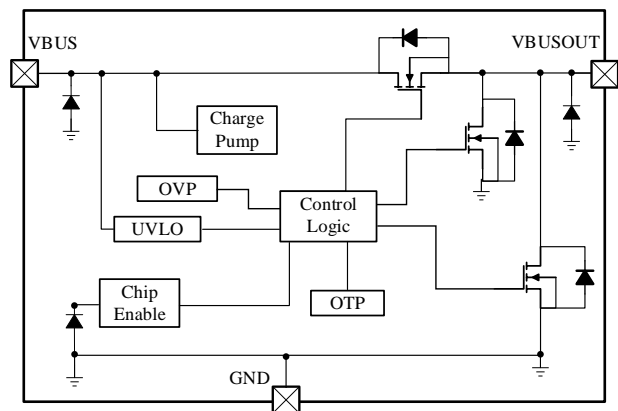 VBUS
VBUSOUT
Charge
Pump
OVP
Control
Logic
UVLO
Chip
Enable
OTP
GND